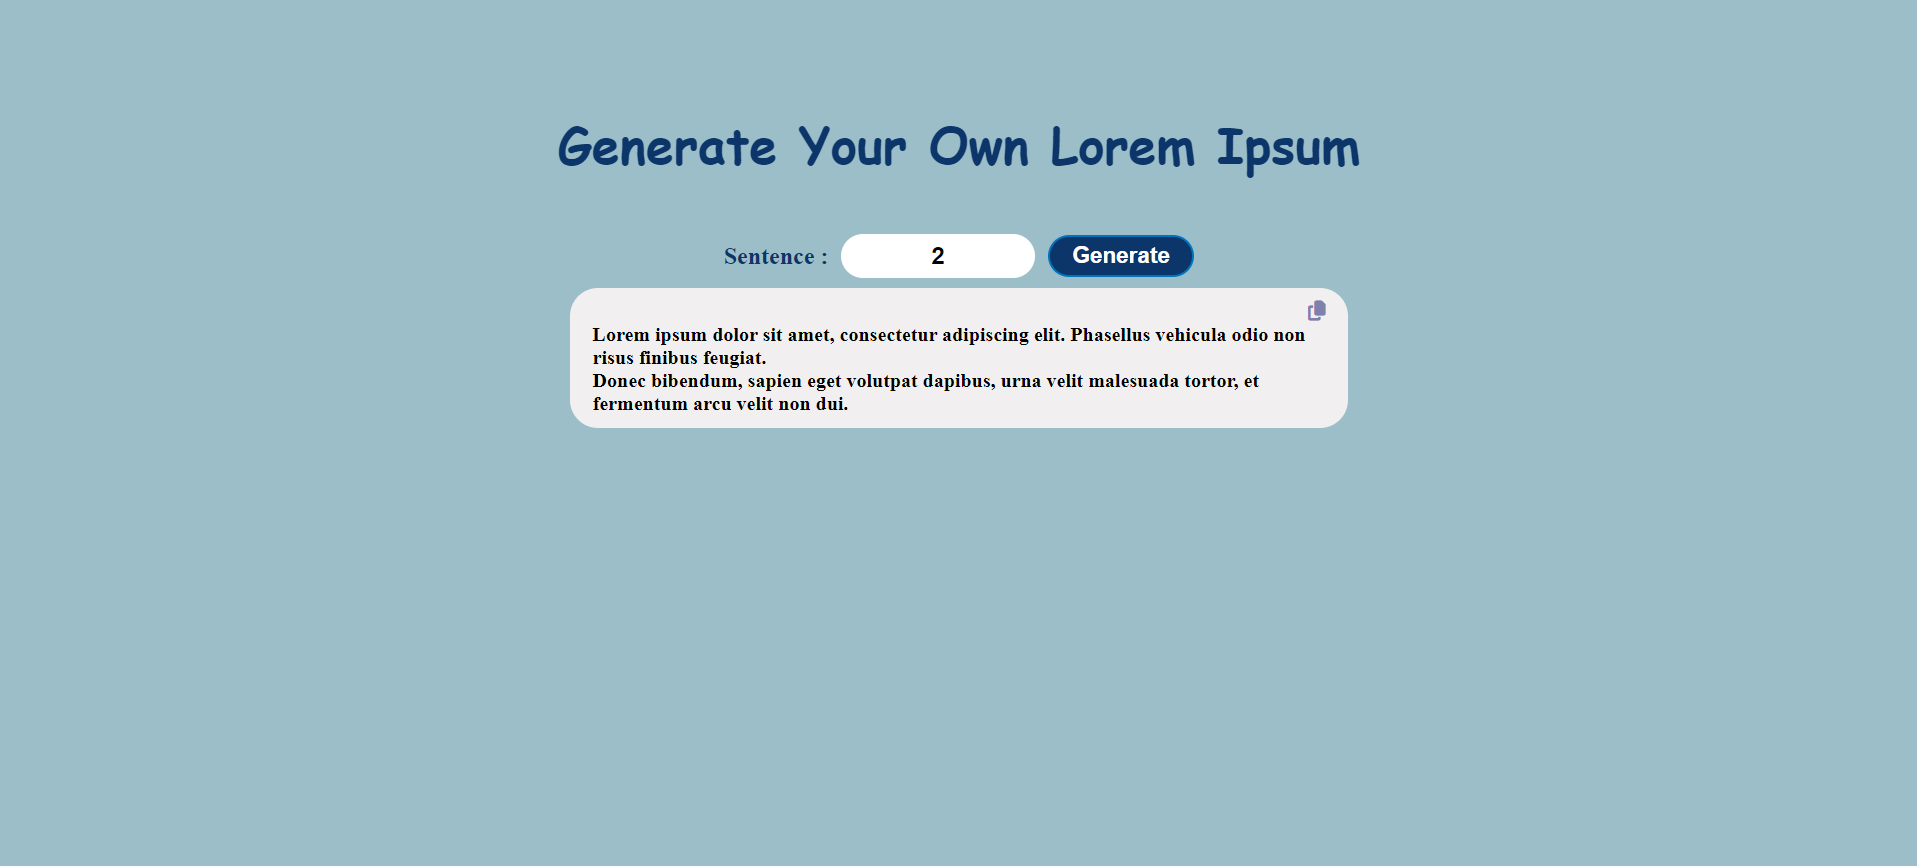 Generate Your Own Lorem Ipsum
Sentence : 2 Generate
Lorem ipsum dolor sit amet, consectetur adipiscing elit. Phasellus vehicula odio non
risus finibus feugiat.
Donec bibendum, sapien eget volutpat dapibus, urna velit malesuada tortor, et
fermentum arcu velit non dui.